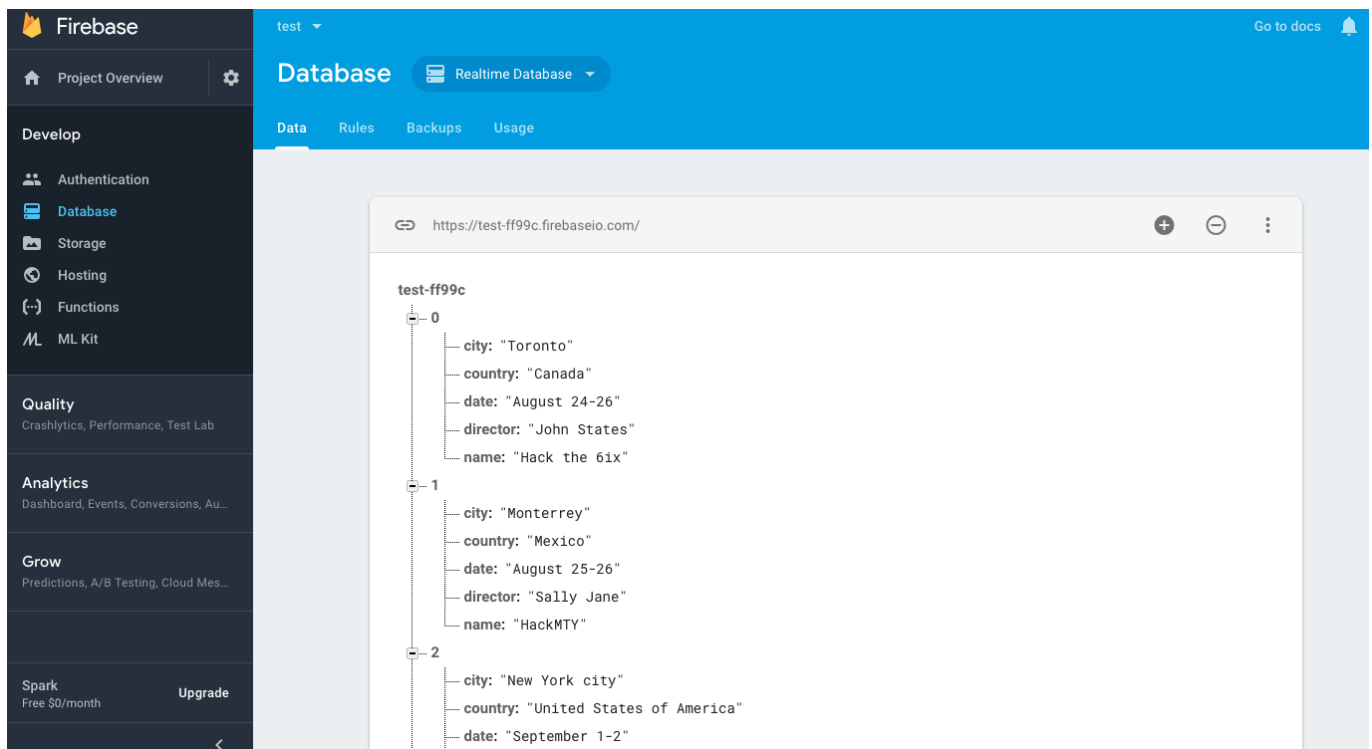 Firebase
test
Go to docs
Project Overview
Database
Realtime Database
Data
Rules
Backups
Usage
Develop
Authentication
Database
Storage
Hosting
Functions
ML Kit
Quality
Crashlytics, Performance, Test Lab
Analytics
Dashboard, Events, Conversions, Au...
Grow
Predictions, A/B Testing, Cloud Mes...
Spark
Free $0/month
Upgrade
https://test-ff99c.firebaseio.com/
test-ff99c
0
city: "Toronto"
country: "Canada"
date: "August 24-26"
director: "John States"
name: "Hack the 6ix"
1
city: "Monterrey"
country: "Mexico"
date: "August 25-26"
director: "Sally Jane"
name: "HackMTY"
2
city: "New York city"
country: "United States of America"
date: "September 1-2"